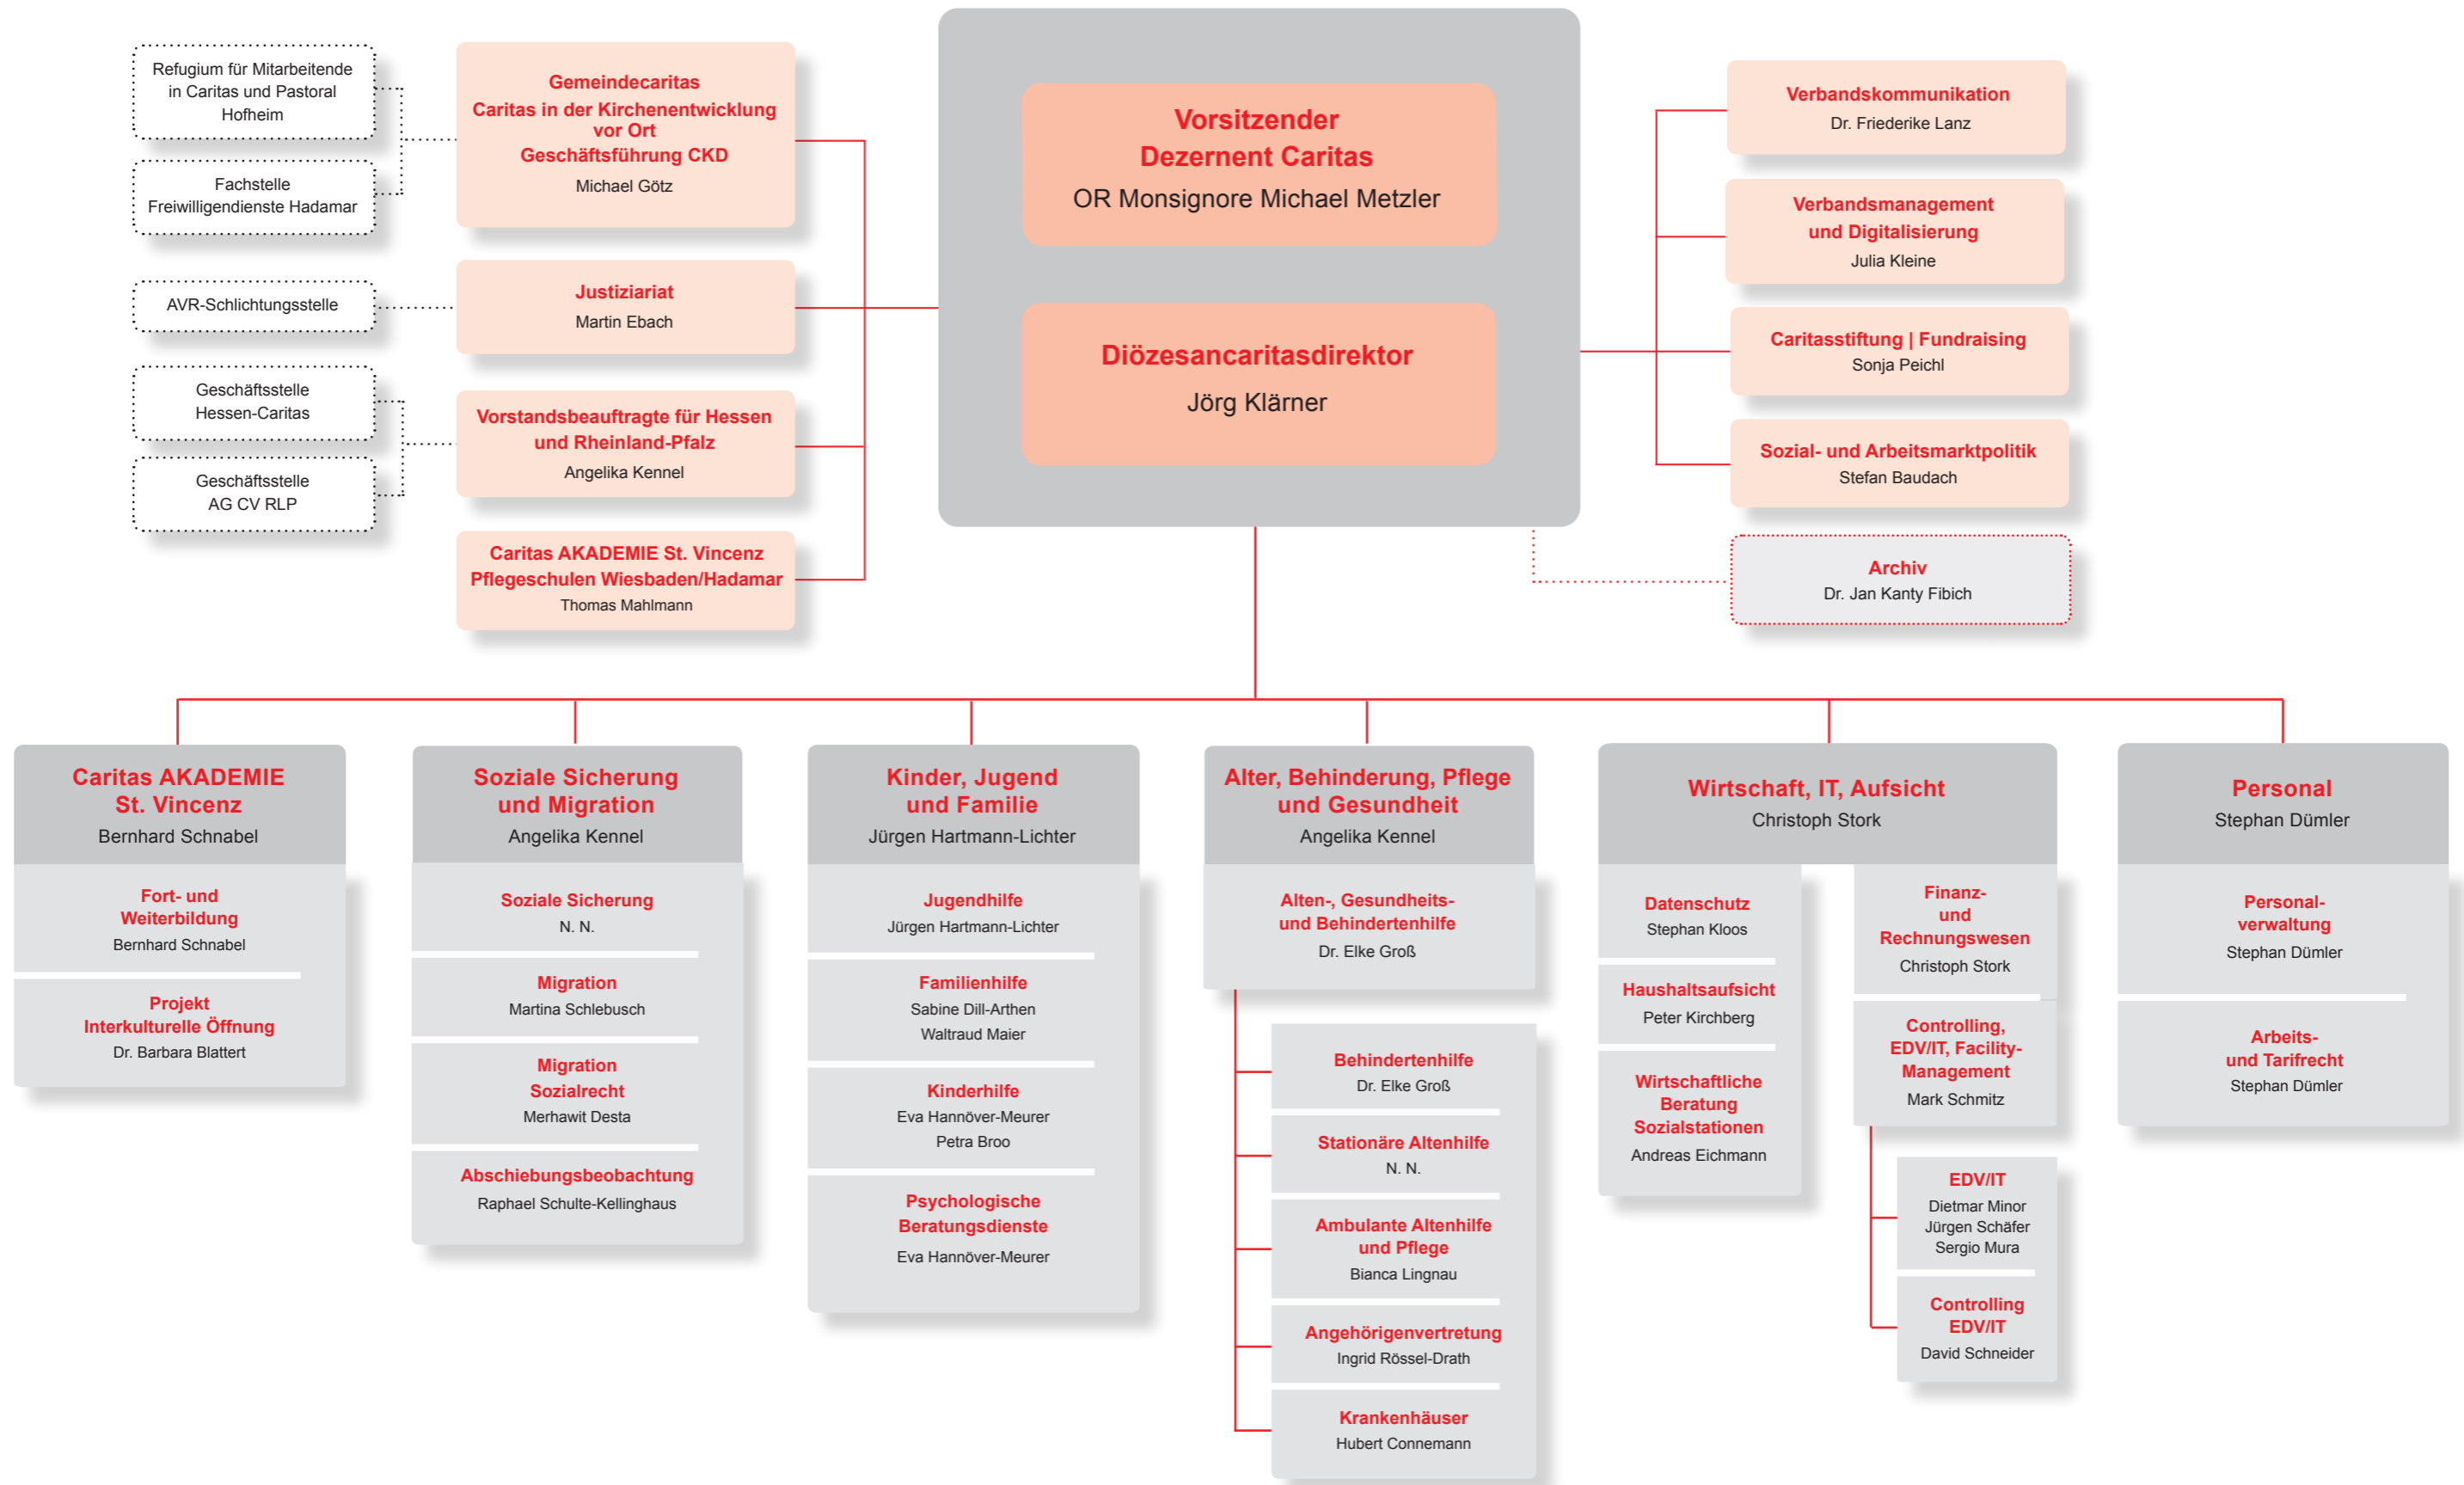 Refugium für Mitarbeitende
in Caritas und Pastoral
Hofheim
Fachstelle
Freiwilligendienste Hadamar
AVR-Schlichtungsstelle
Geschäftsstelle
Hessen-Caritas
Geschäftsstelle
AG CV RLP
Gemeindecaritas
Caritas in der Kirchenentwicklung
vor Ort
Geschäftsführung CKD
Michael Götz
Justiziariat
Martin Ebach
Vorstandsbeauftragte für Hessen
und Rheinland-Pfalz
Angelika Kennel
Caritas AKADEMIE St. Vincenz
Pflegeschulen Wiesbaden/Hadamar
Thomas Mahlmann
Vorsitzender
Dezernent Caritas
OR Monsignore Michael Metzler
Diözesancaritasdirektor
Jörg Klärner
Verbandskommunikation
Dr. Friederike Lanz
Verbandsmanagement
und Digitalisierung
Julia Kleine
Caritasstiftung | Fundraising
Sonja Peichl
Sozial- und Arbeitsmarktpolitik
Stefan Baudach
Archiv
Dr. Jan Kanty Fibich
Caritas AKADEMIE
St. Vincenz
Bernhard Schnabel
Fort- und
Weiterbildung
Bernhard Schnabel
Projekt
Interkulturelle Öffnung
Dr. Barbara Blattert
Soziale Sicherung
und Migration
Angelika Kennel
Soziale Sicherung
N. N.
Migration
Martina Schlebusch
Migration
Sozialrecht
Merhawit Desta
Abschiebungsbeobachtung
Raphael Schulte-Kellinghaus
Kinder, Jugend
und Familie
Jürgen Hartmann-Lichter
Jugendhilfe
Jürgen Hartmann-Lichter
Familienhilfe
Sabine Dill-Arthen
Waltraud Maier
Kinderhilfe
Eva Hannöver-Meurer
Petra Broo
Psychologische
Beratungsdienste
Eva Hannöver-Meurer
Alter, Behinderung, Pflege
und Gesundheit
Angelika Kennel
Alten-, Gesundheits-
und Behindertenhilfe
Dr. Elke Groß
Behindertenhilfe
Dr. Elke Groß
Stationäre Altenhilfe
N. N.
Ambulante Altenhilfe
und Pflege
Bianca Lingnau
Angehörigenvertretung
Ingrid Rössel-Drath
Krankenhäuser
Hubert Connemann
Wirtschaft, IT, Aufsicht
Christoph Stork
Datenschutz
Stephan Kloos
Haushaltsaufsicht
Peter Kirchberg
Wirtschaftliche
Beratung
Sozialstationen
Andreas Eichmann
Finanz-
und
Rechnungswesen
Christoph Stork
Controlling,
EDV/IT, Facility-
Management
Mark Schmitz
EDV/IT
Dietmar Minor
Jürgen Schäfer
Sergio Mura
Controlling
EDV/IT
David Schneider
Personal
Stephan Dümler
Personal-
verwaltung
Stephan Dümler
Arbeits-
und Tarifrecht
Stephan Dümler